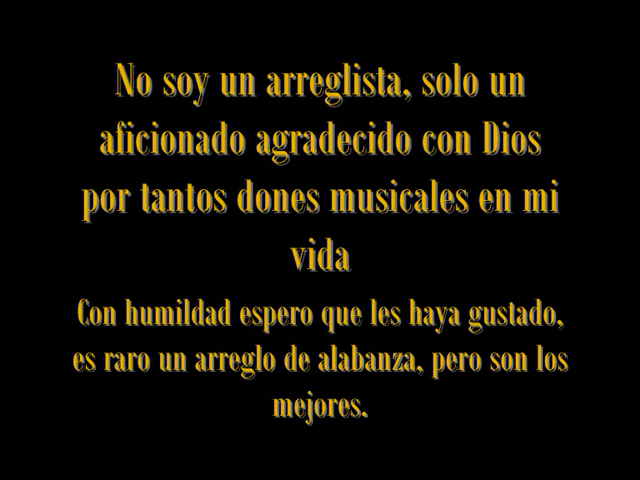 No soy un arreglista, solo un
aficionado agradecido con Dios
por tantos dones musicales en mi
vida
Con humildad espero que les haya gustado,
es raro un arreglo de alabanza, pero son los
mejores.